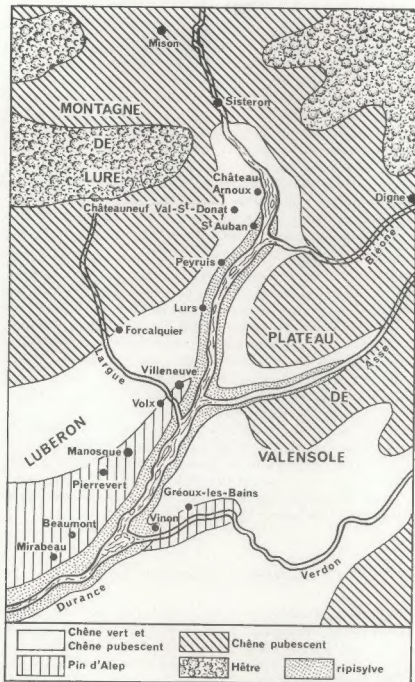 Mison
Sisteron
MONTAGNE
DE
LURE
Château
Arnoux
Châteauneuf Val-St-Donat
St Auban
Digne
Bléone
Peyruis
Lurs
Forcalquier
PLATEAU
Asse
Largue
Villeneuve
DE
Volx
LUBERON
VALENSOLE
Manosque
Pierrevert
Gréoux-les-Bains
Beaumont
Vinon
Mirabeau
Verdon
Durance
Chêne vert et
Chêne pubescent
Chêne pubescent
Pin d'Alep
Hêtre
ripisylve